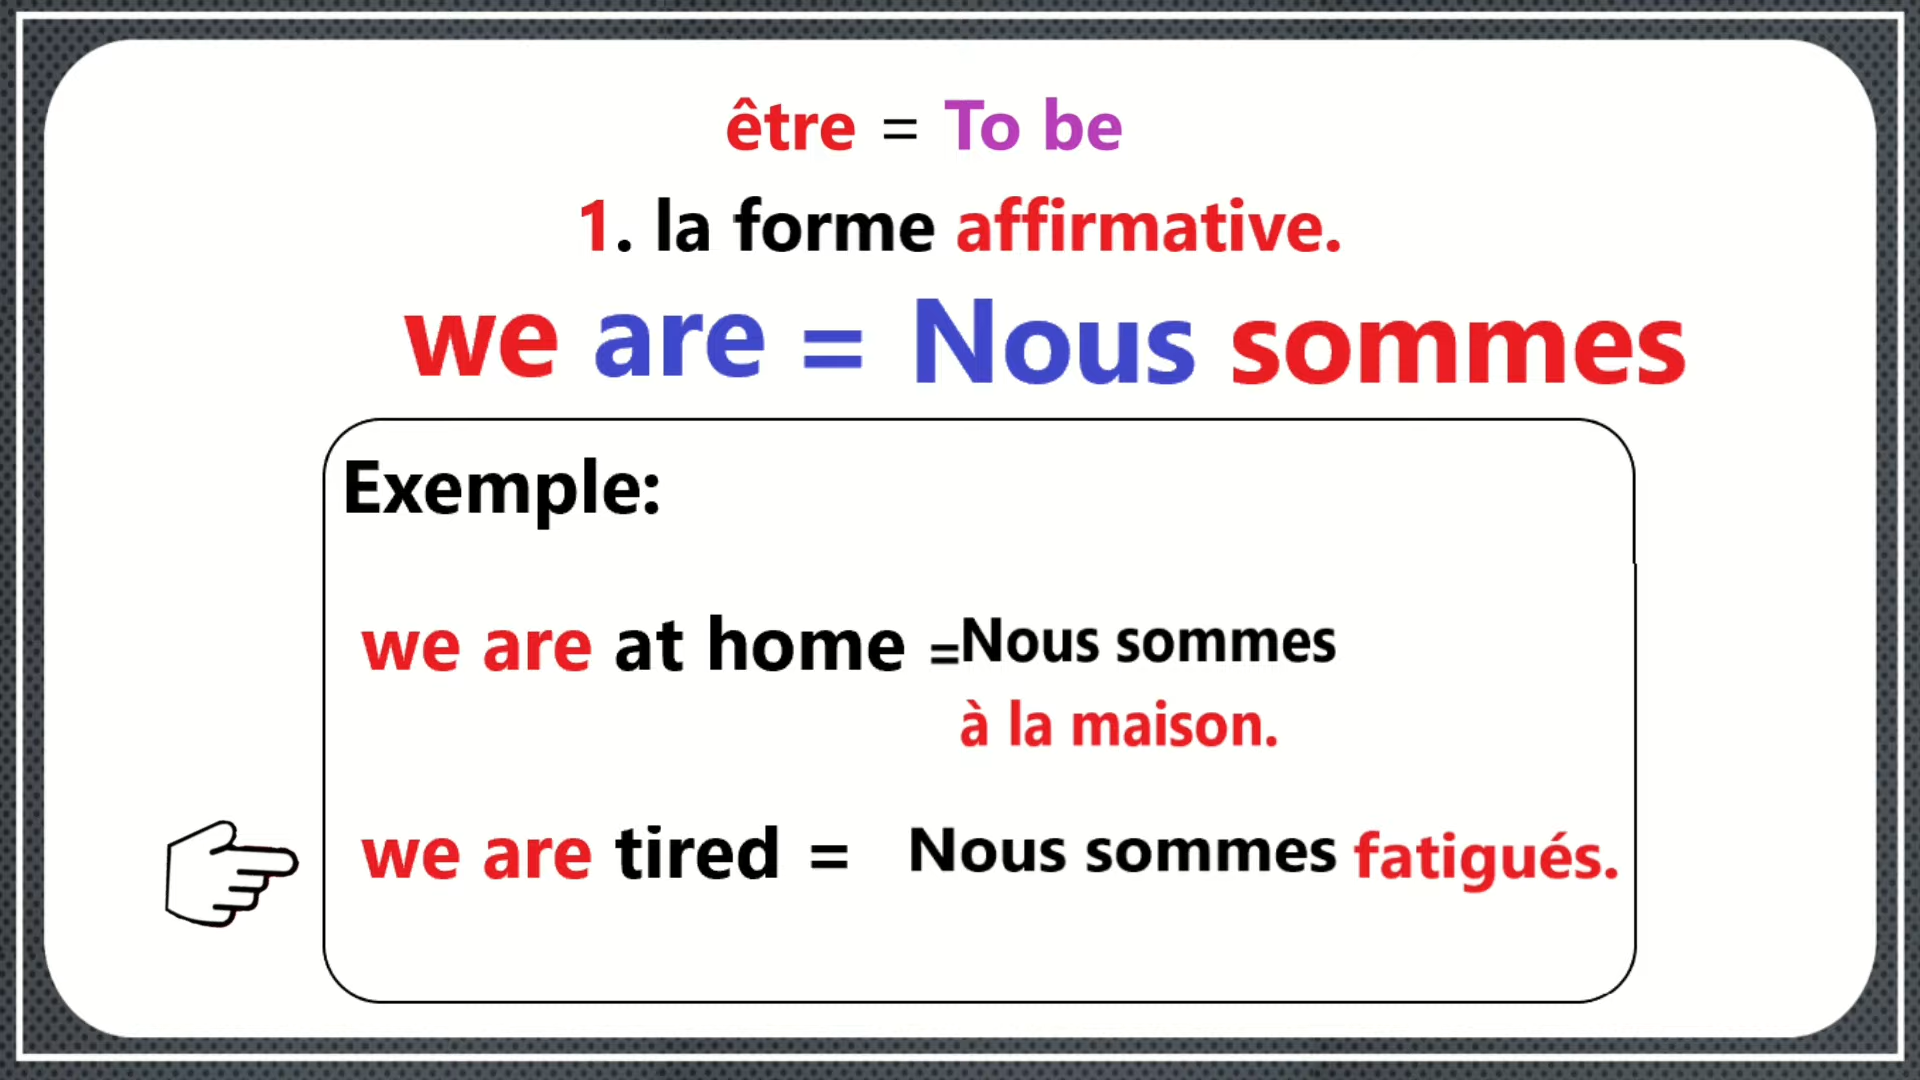 être = To be
1. la forme affirmative.
we are = Nous sommes
Exemple:
we are at home =Nous sommes
à la maison.
we are tired = Nous sommes fatigués.